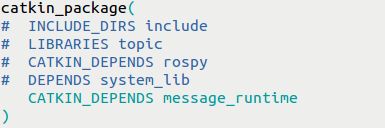 catkin_package(
#  INCLUDE_DIRS include
#  LIBRARIES topic
#  CATKIN_DEPENDS rospy
#  DEPENDS system_lib
   CATKIN_DEPENDS message_runtime
)